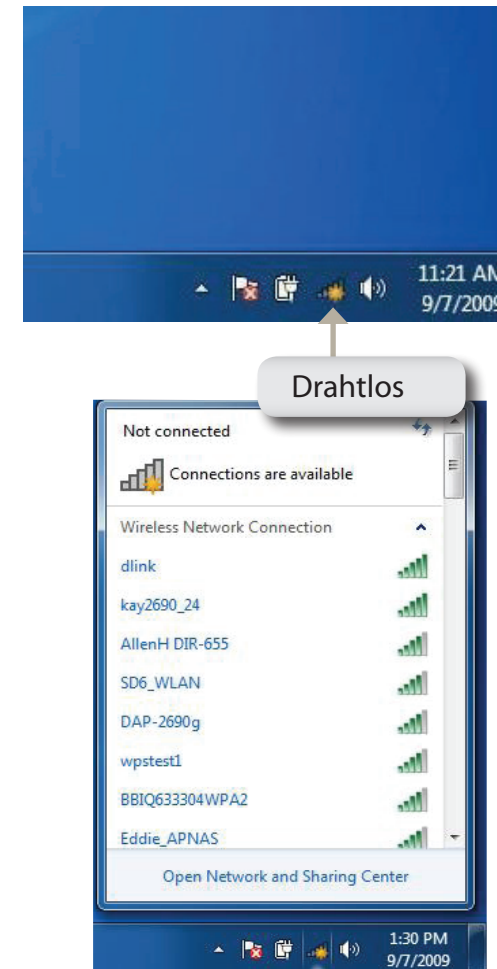 11:21 AM
9/7/2009
Drahtlos
Not connected
Connections are available
Wireless Network Connection
dlink
kay2690_24
AllenH DIR-655
SD6_WLAN
DAP-2690g
wpstest1
BBIQ633304WPA2
Eddie_APNAS
Open Network and Sharing Center
1:30 PM
9/7/2009